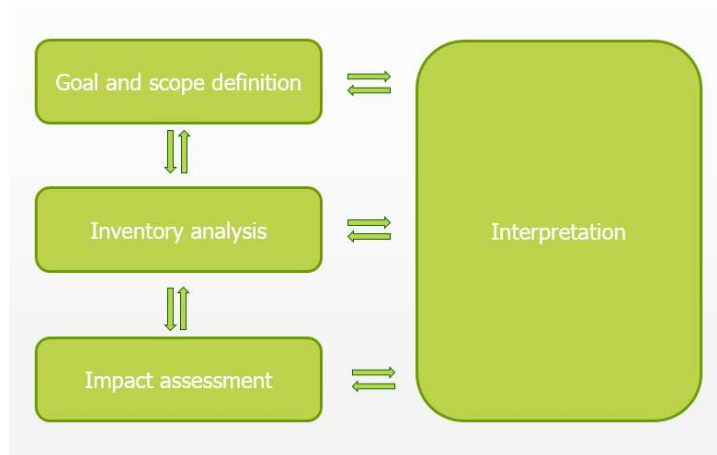 Goal and scope definition
Inventory analysis
Interpretation
Impact assessment